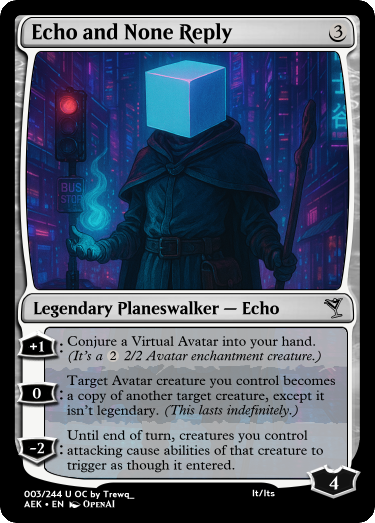 Echo and None Reply 3
BUS
STOP
Legendary Planeswalker — Echo
+1: Conjure a Virtual Avatar into your hand.
(It's a 2 2/2 Avatar enchantment creature.)
0: Target Avatar creature you control becomes
a copy of another target creature, except it
isn't legendary. (This lasts indefinitely.)
-2: Until end of turn, creatures you control
attacking cause abilities of that creature to
trigger as though it entered.
4
003/244 U OC by Trewq_ It/Its
AEK • EN OpenAI